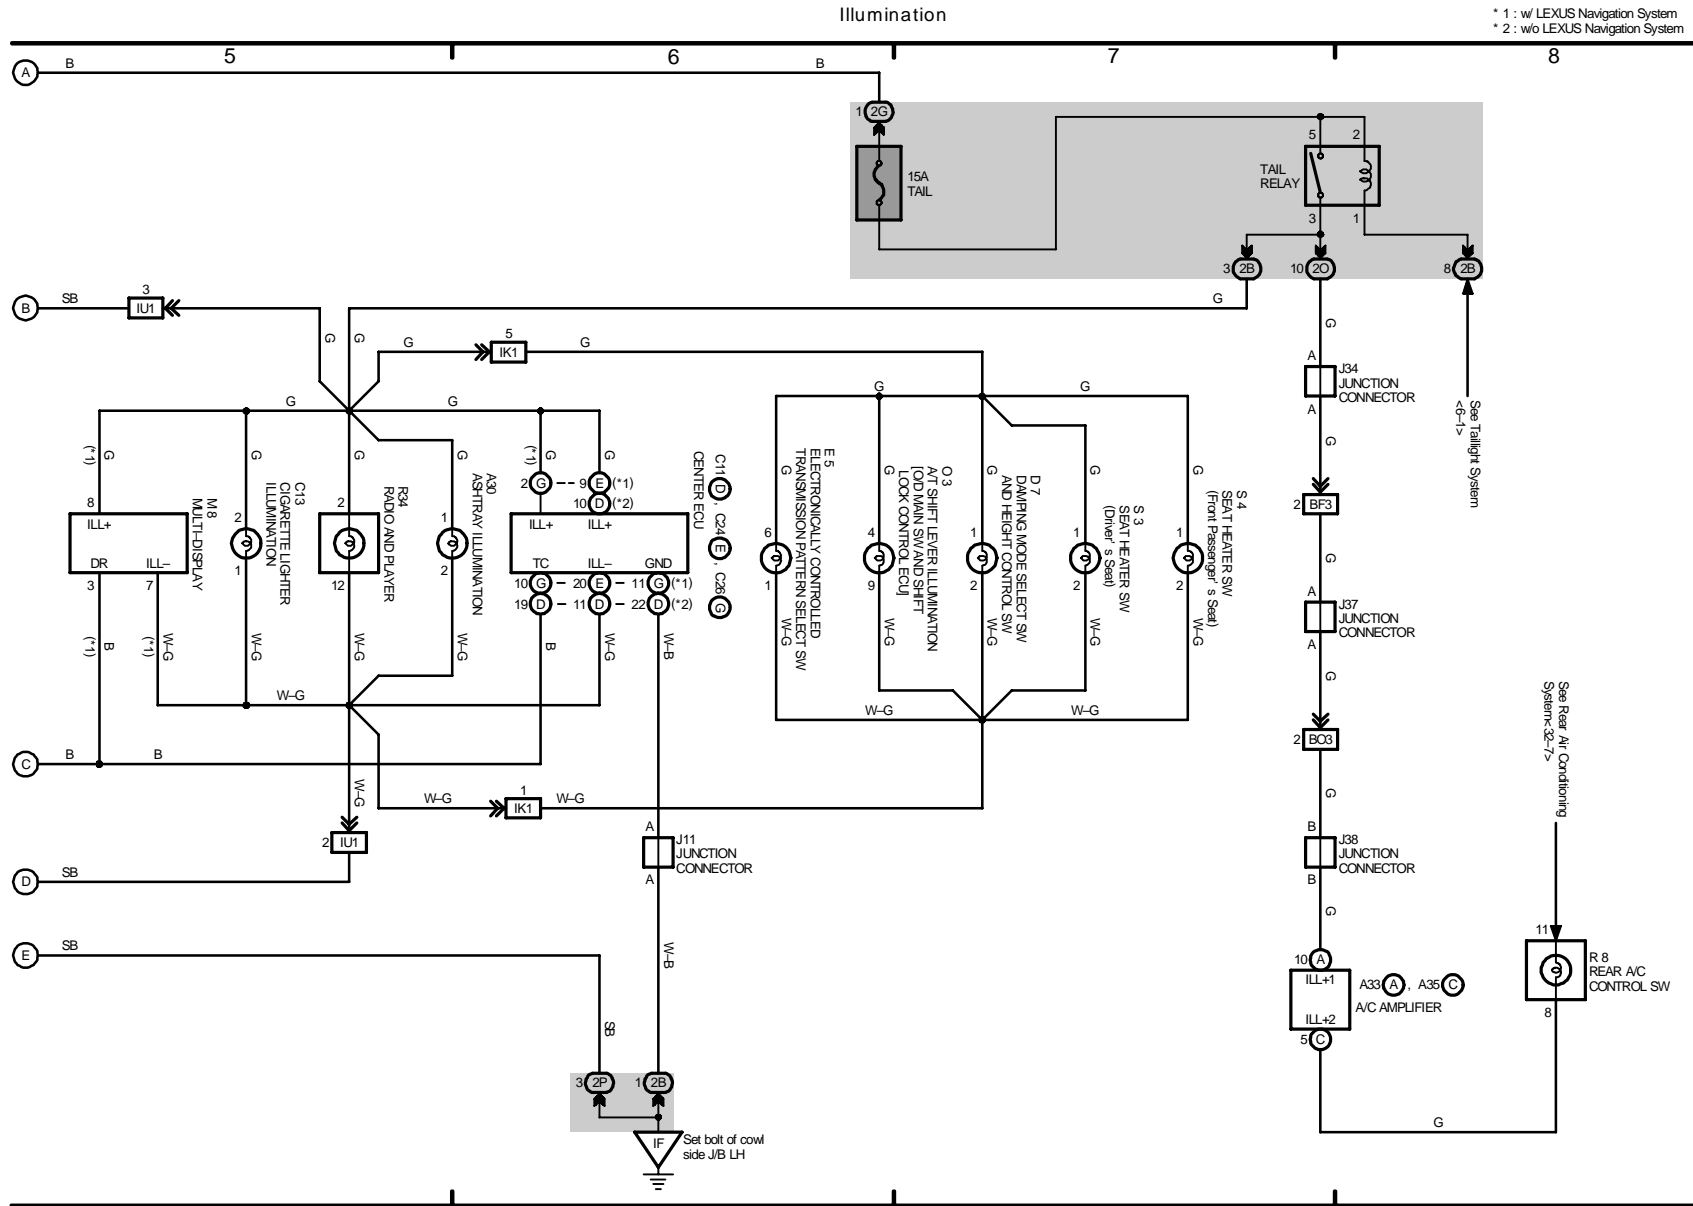 Illumination
* 1 : w/ LEXUS Navigation System
* 2 : w/o LEXUS Navigation System
5
6
7
8
A
B
B
1
2G
15A
TAIL
5
2
TAIL
RELAY
3
1
3
2B
10
2O
8
2B
B
SB
3
IU1
G
G
G
G
5
IK1
G
G
A
J34
JUNCTION
CONNECTOR
A
See Taillight System
<6–1>
G
G
G
G
G
(*1)
G
G
G
G
(*1)
G
G
G
G
G
G
G
G
2
G
9
E
(*1)
10
D
(*2)
C11
D
, C24
E
, C26
G
CENTER ECU
8
ILL+
DR
ILL–
3
7
M 8
MULTI–DISPLAY
2
1
C13
CIGARETTE LIGHTER
ILLUMINATION
2
12
R34
RADIO AND PLAYER
1
2
A30
ASHTRAY ILLUMINATION
ILL+
ILL+
TC
ILL–
GND
10
G
20
E
11
G
(*1)
19
D
11
D
22
D
(*2)
6
1
E 5
ELECTRONICALLY CONTROLLED
TRANSMISSION PATTERN SELECT SW
4
9
O 3
A/T SHIFT LEVER ILLUMINATION
[O/D MAIN SW AND SHIFT
LOCK CONTROL ECU]
1
2
D 7
DAMPING MODE SELECT SW
AND HEIGHT CONTROL SW
1
2
S 3
SEAT HEATER SW
(Driver' s Seat)
1
2
S 4
SEAT HEATER SW
(Front Passenger' s Seat)
2
BF3
G
A
J37
JUNCTION
CONNECTOR
A
G
(*1)
B
(*1)
W–G
W–G
W–G
W–G
B
W–G
W–B
W–G
W–G
W–G
W–G
W–G
W–G
W–G
W–G
2
BO3
See Rear Air Conditioning
System<32–7>
C
B
B
W–G
W–G
1
IK1
W–G
G
2
IU1
A
J11
JUNCTION
CONNECTOR
A
B
J38
JUNCTION
CONNECTOR
B
D
SB
G
E
SB
W–B
10
A
ILL+1
ILL+2
5
C
A33
A
, A35
C
A/C AMPLIFIER
11
8
R 8
REAR A/C
CONTROL SW
SB
3
2P
1
2B
IF
Set bolt of cowl
side J/B LH
G